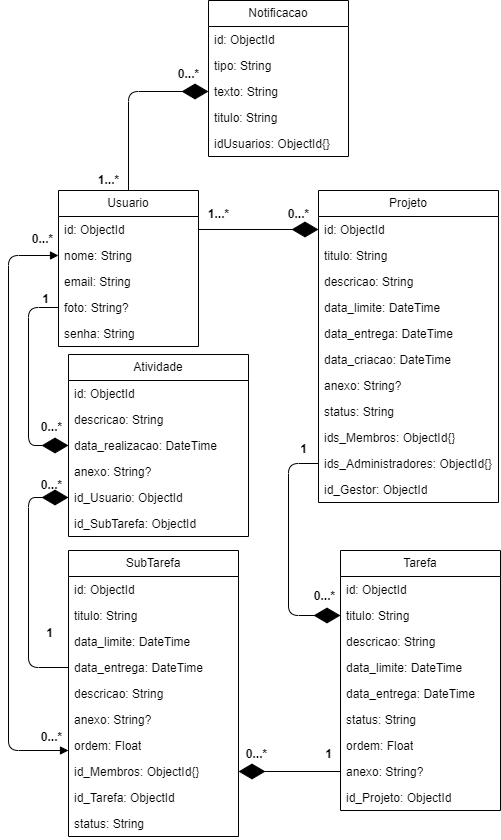 Notificacao
id: ObjectId
tipo: String
texto: String
titulo: String
idUsuarios: ObjectId{}
0...*
1...*
Usuario
id: ObjectId
nome: String
email: String
foto: String?
senha: String
1...*
0...*
Projeto
id: ObjectId
titulo: String
descricao: String
data_limite: DateTime
data_entrega: DateTime
data_criacao: DateTime
anexo: String?
status: String
ids_Membros: ObjectId{}
ids_Administradores: ObjectId{}
id_Gestor: ObjectId
0...*
1
Atividade
id: ObjectId
descricao: String
data_realizacao: DateTime
anexo: String?
id_Usuario: ObjectId
id_SubTarefa: ObjectId
0...*
0...*
1
1
0...*
SubTarefa
id: ObjectId
titulo: String
data_limite: DateTime
data_entrega: DateTime
descricao: String
anexo: String?
ordem: Float
id_Membros: ObjectId{}
id_Tarefa: ObjectId
status: String
1
0...*
0...*
1
Tarefa
id: ObjectId
titulo: String
descricao: String
data_limite: DateTime
data_entrega: DateTime
status: String
ordem: Float
anexo: String?
id_Projeto: ObjectId